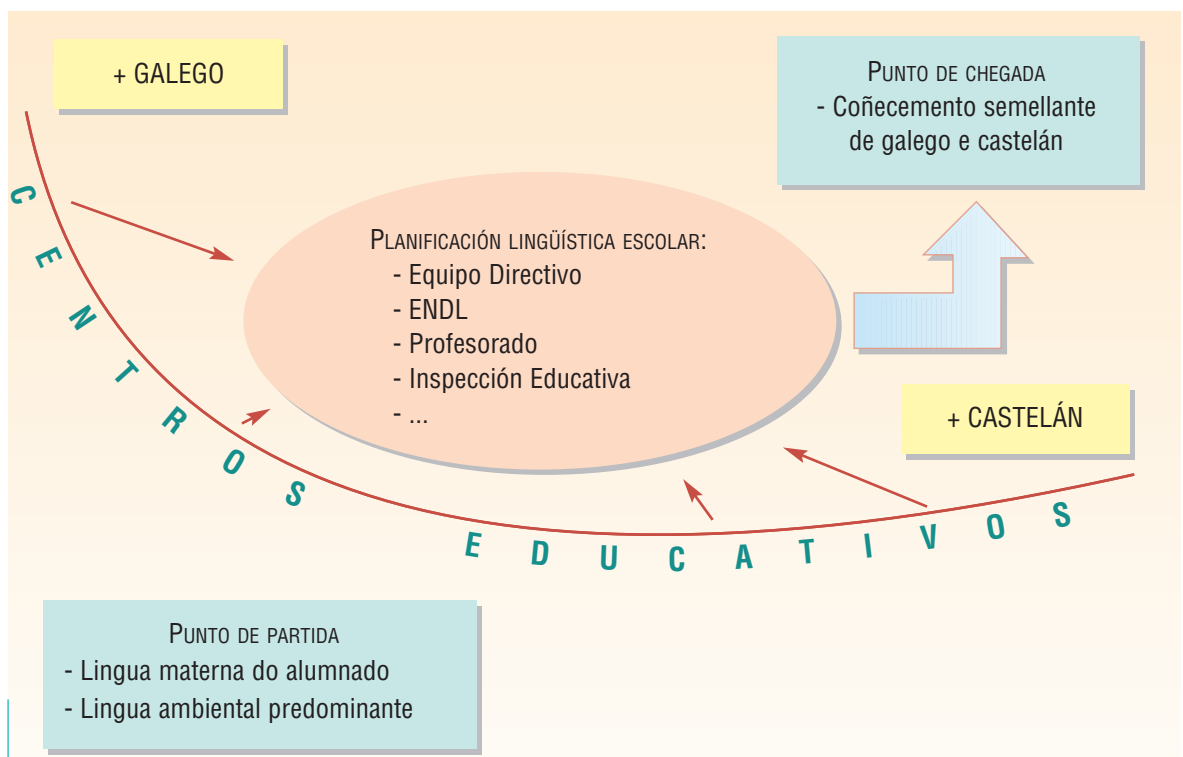 + GALEGO
PUNTO DE CHEGADA
- Coñecemento semellante
de galego e castelán
PLANIFICACIÓN LINGÜÍSTICA ESCOLAR:
- Equipo Directivo
- ENDL
- Profesorado
- Inspección Educativa
- ...
+ CASTELÁN
CENTROS EDUCATIVOS
PUNTO DE PARTIDA
- Lingua materna do alumnado
- Lingua ambiental predominante